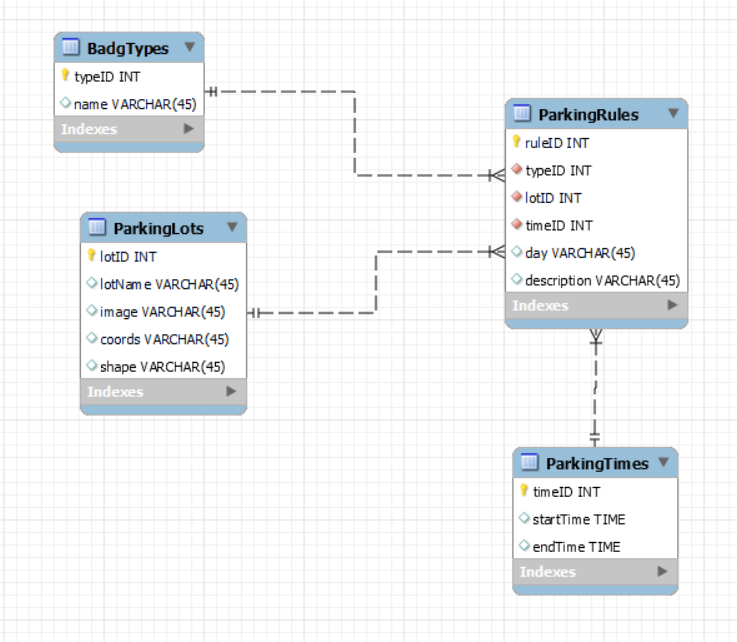 BadgTypes
typeID INT
name VARCHAR(45)
Indexes
ParkingLots
lotID INT
lotName VARCHAR(45)
image VARCHAR(45)
coords VARCHAR(45)
shape VARCHAR(45)
Indexes
ParkingRules
ruleID INT
typeID INT
lotID INT
timeID INT
day VARCHAR(45)
description VARCHAR(45)
Indexes
ParkingTimes
timeID INT
startTime TIME
endTime TIME
Indexes